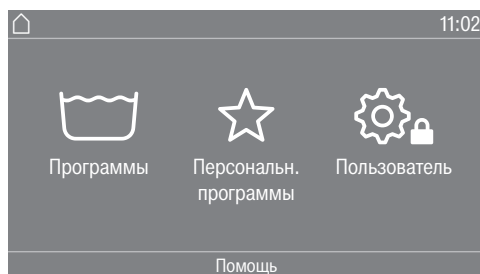 11:02
Программы
Персональн.
программы
Пользователь
Помощь